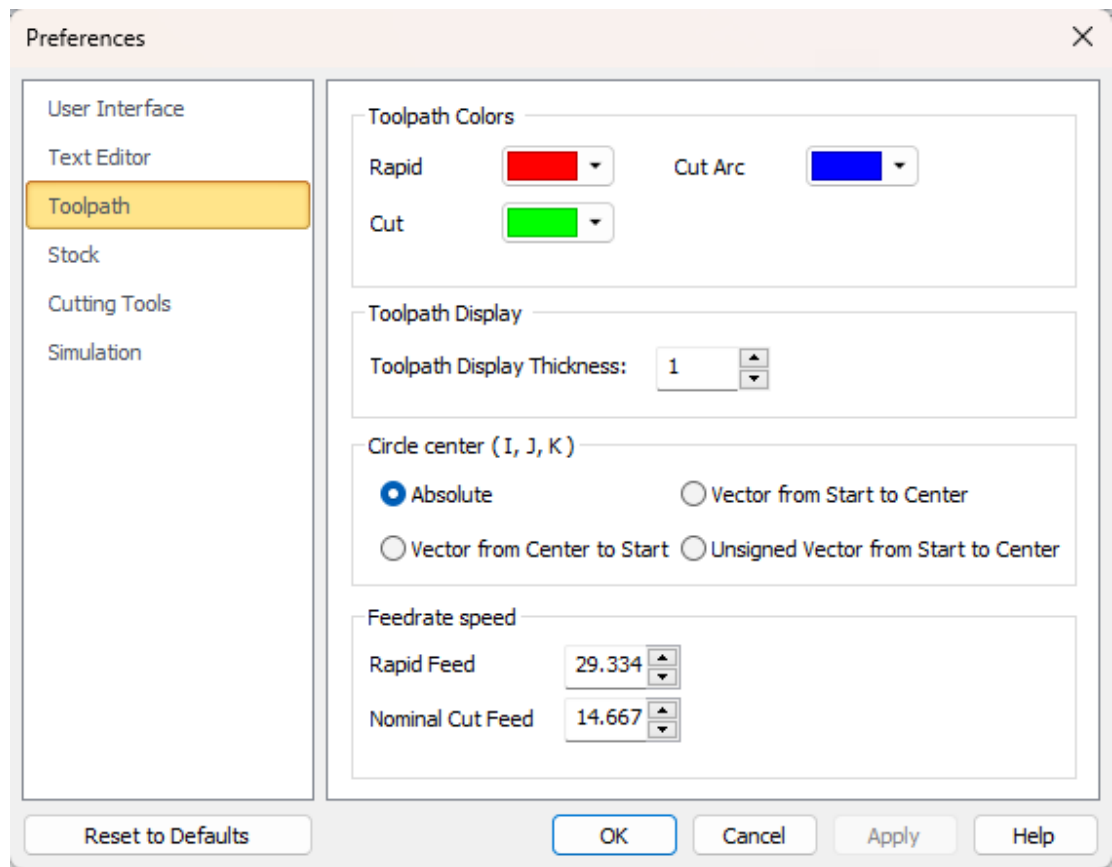 Preferences
User Interface
Text Editor
Toolpath
Stock
Cutting Tools
Simulation
Toolpath Colors
Rapid
Cut Arc
Cut
Toolpath Display
Toolpath Display Thickness: 1
Circle center ( I, J, K )
Absolute
Vector from Start to Center
Vector from Center to Start
Unsigned Vector from Start to Center
Feedrate speed
Rapid Feed 29.334
Nominal Cut Feed 14.667
Reset to Defaults
OK
Cancel
Apply
Help